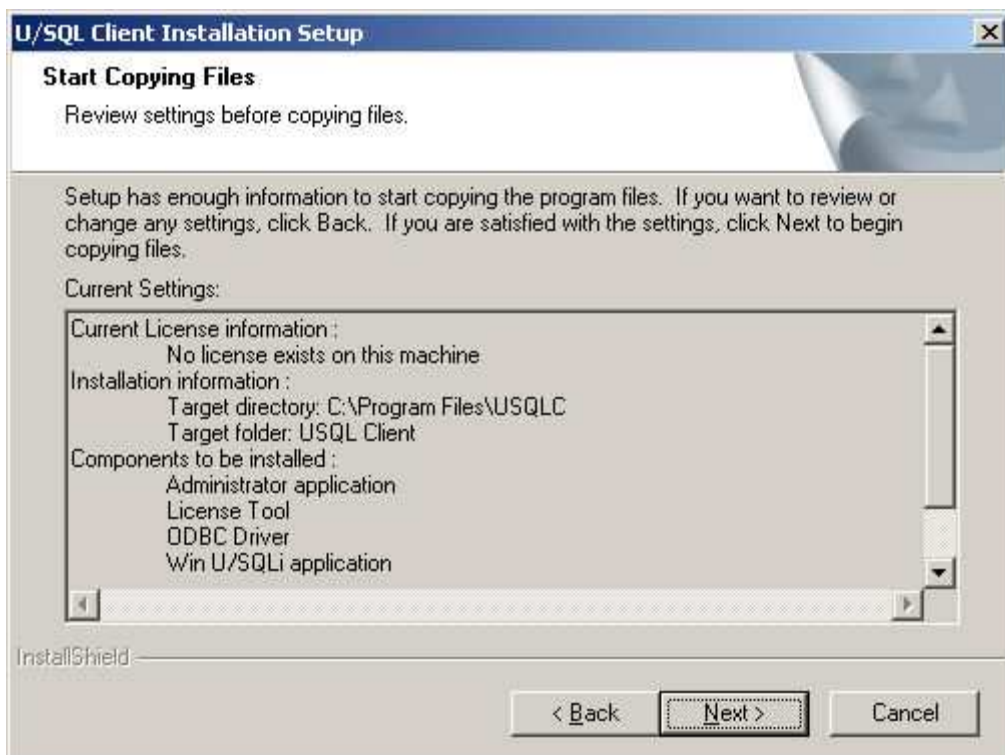 U/SQL Client Installation Setup
Start Copying Files
Review settings before copying files.
Setup has enough information to start copying the program files.  If you want to review or
change any settings, click Back.  If you are satisfied with the settings, click Next to begin
copying files.
Current Settings:
Current License information :
No license exists on this machine
Installation information :
Target directory: C:\Program Files\USQLC
Target folder: USQL Client
Components to be installed :
Administrator application
License Tool
ODBC Driver
Win U/SQLi application
InstallShield
< Back
Next >
Cancel